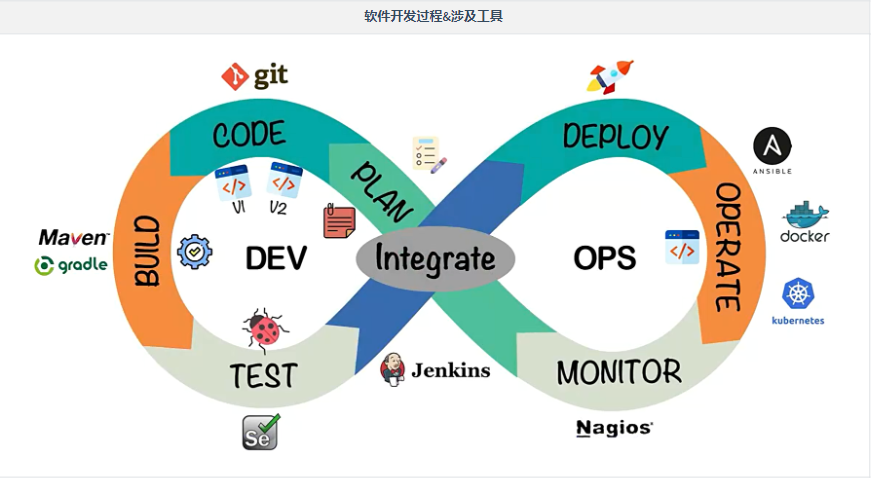 软件开发过程&涉及工具
git
CODE
DEPLOY
PLAN
ANSIBLE
V1
V2
Maven™
gradle
BUILD
DEV
Integrate
OPS
OPERATE
docker
kubernetes
TEST
Jenkins
MONITOR
Se
Nagios®